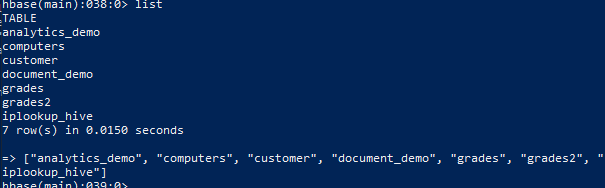 hbase(main):038:0> list
TABLE
analytics_demo
computers
customer
document_demo
grades
grades2
iplookup_hive
7 row(s) in 0.0150 seconds
=> ["analytics_demo", "computers", "customer", "document_demo", "grades", "grades2", "
iplookup_hive"]
hbase(main):039:0>